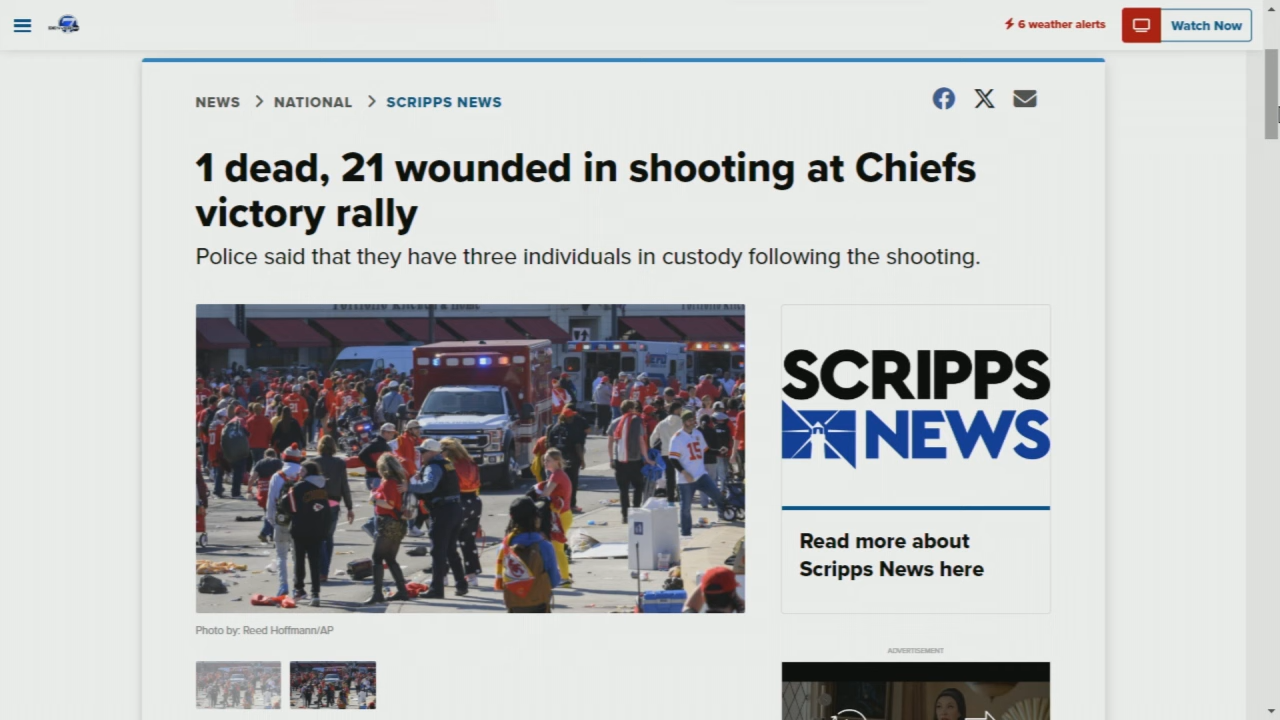 6 weather alerts
Watch Now
NEWS > NATIONAL > SCRIPPS NEWS
1 dead, 21 wounded in shooting at Chiefs
victory rally
Police said that they have three individuals in custody following the shooting.
15
SCRIPPS
NEWS
Read more about
Scripps News here
Photo by: Reed Hoffmann/AP
ADVERTISEMENT